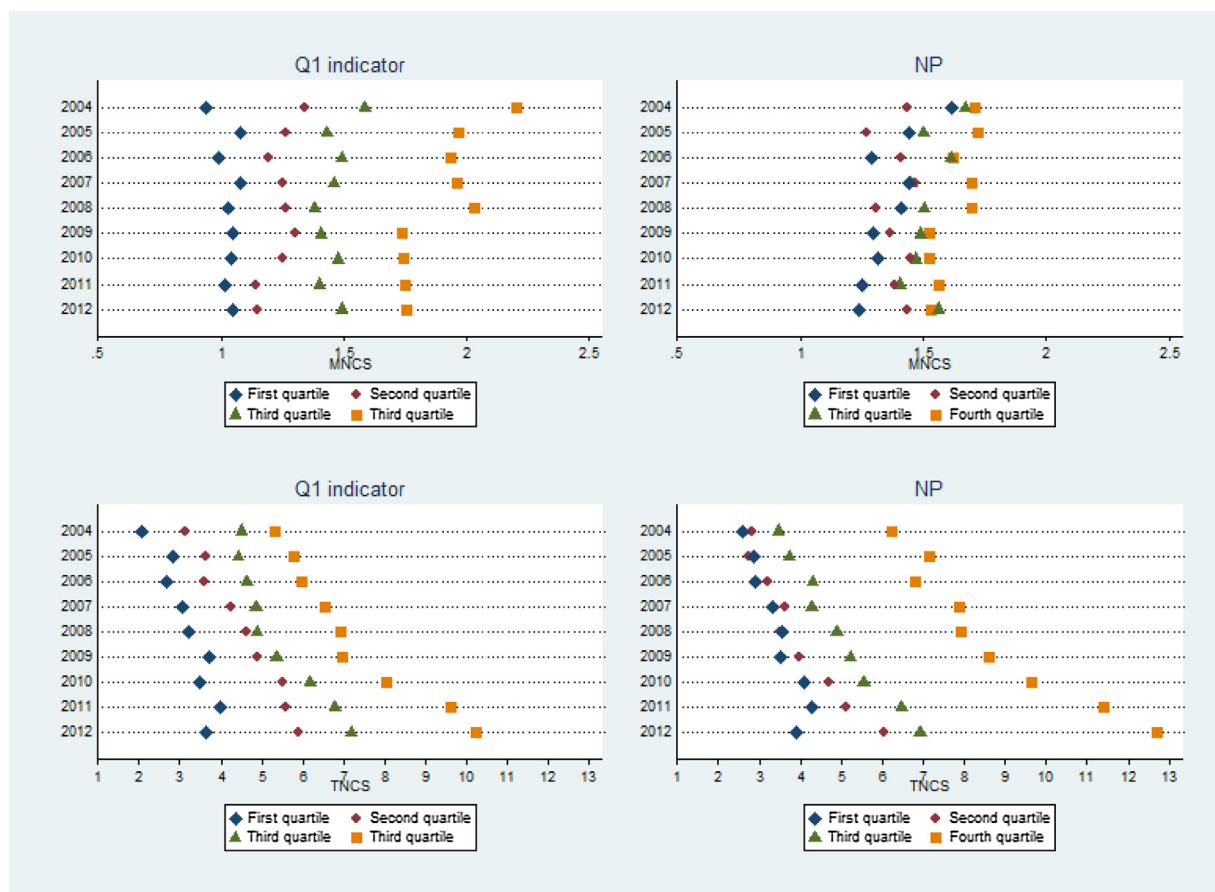 Q1 indicator
2004
2005
2006
2007
2008
2009
2010
2011
2012
.5 1 1.5 2 2.5
MNCS
First quartile Second quartile
Third quartile Third quartile
NP
2004
2005
2006
2007
2008
2009
2010
2011
2012
.5 1 1.5 2 2.5
MNCS
First quartile Second quartile
Third quartile Fourth quartile
Q1 indicator
2004
2005
2006
2007
2008
2009
2010
2011
2012
1 2 3 4 5 6 7 8 9 10 11 12 13
TNCS
First quartile Second quartile
Third quartile Third quartile
NP
2004
2005
2006
2007
2008
2009
2010
2011
2012
1 2 3 4 5 6 7 8 9 10 11 12 13
TNCS
First quartile Second quartile
Third quartile Fourth quartile